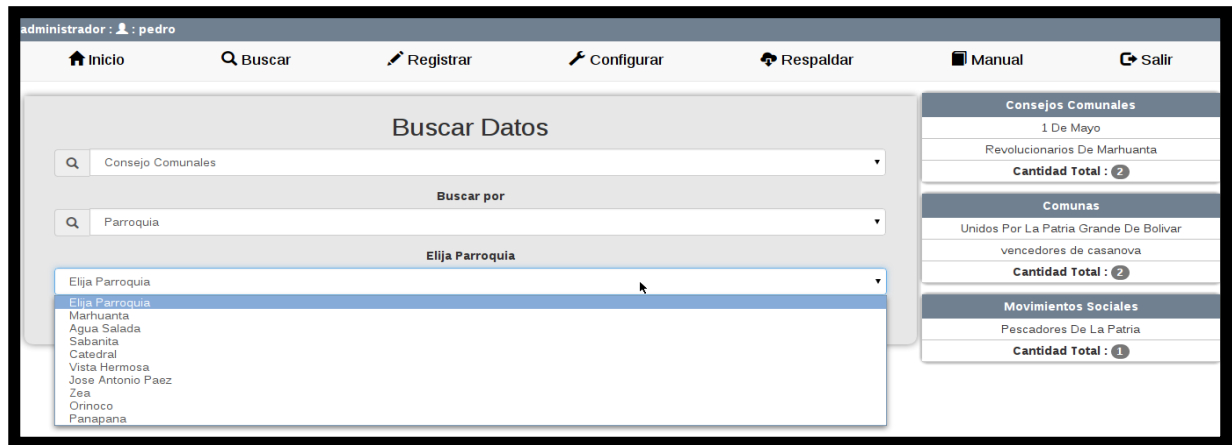 administrador : : pedro
Inicio Buscar Registrar Configurar Respaldar Manual Salir
Buscar Datos
Consejo Comunales
Buscar por
Parroquia
Elija Parroquia
Elija Parroquia
Elija Parroquia
Marhuanta
Agua Salada
Sabanita
Catedral
Vista Hermosa
Jose Antonio Paez
Zea
Orinoco
Panapana
Consejos Comunales
1 De Mayo
Revolucionarios De Marhuanta
Cantidad Total : 2
Comunas
Unidos Por La Patria Grande De Bolivar
vencedores de casanova
Cantidad Total : 2
Movimientos Sociales
Pescadores De La Patria
Cantidad Total : 1